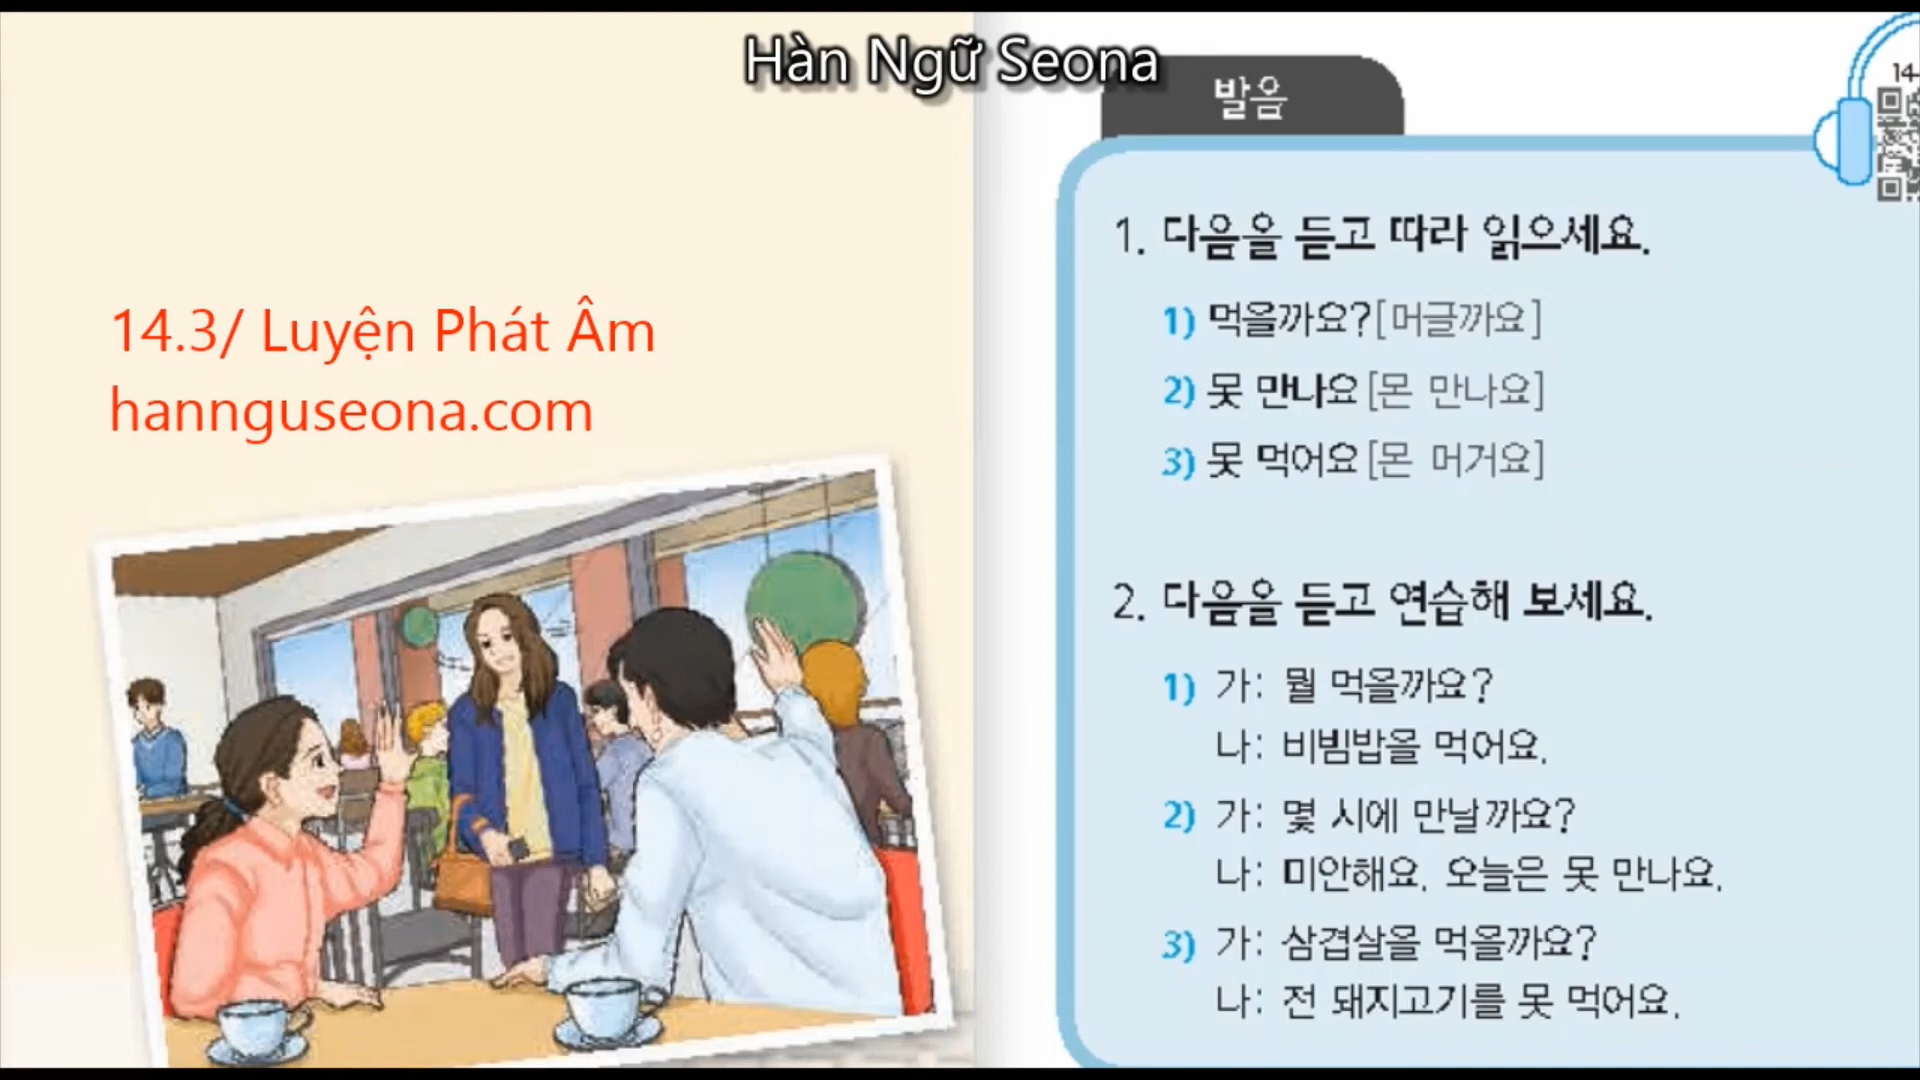 Hàn Ngữ Seona
14.3/ Luyện Phát Âm
hannguseona.com
발음
14-
1. 다음을 듣고 따라 읽으세요.
1) 먹을까요?[머글까요]
2) 못 만나요[몬 만나요]
3) 못 먹어요[몬 머거요]
2. 다음을 듣고 연습해 보세요.
1) 가: 뭘 먹을까요?
나: 비빔밥을 먹어요.
2) 가: 몇 시에 만날까요?
나: 미안해요. 오늘은 못 만나요.
3) 가: 삼겹살을 먹을까요?
나: 전 돼지고기를 못 먹어요.